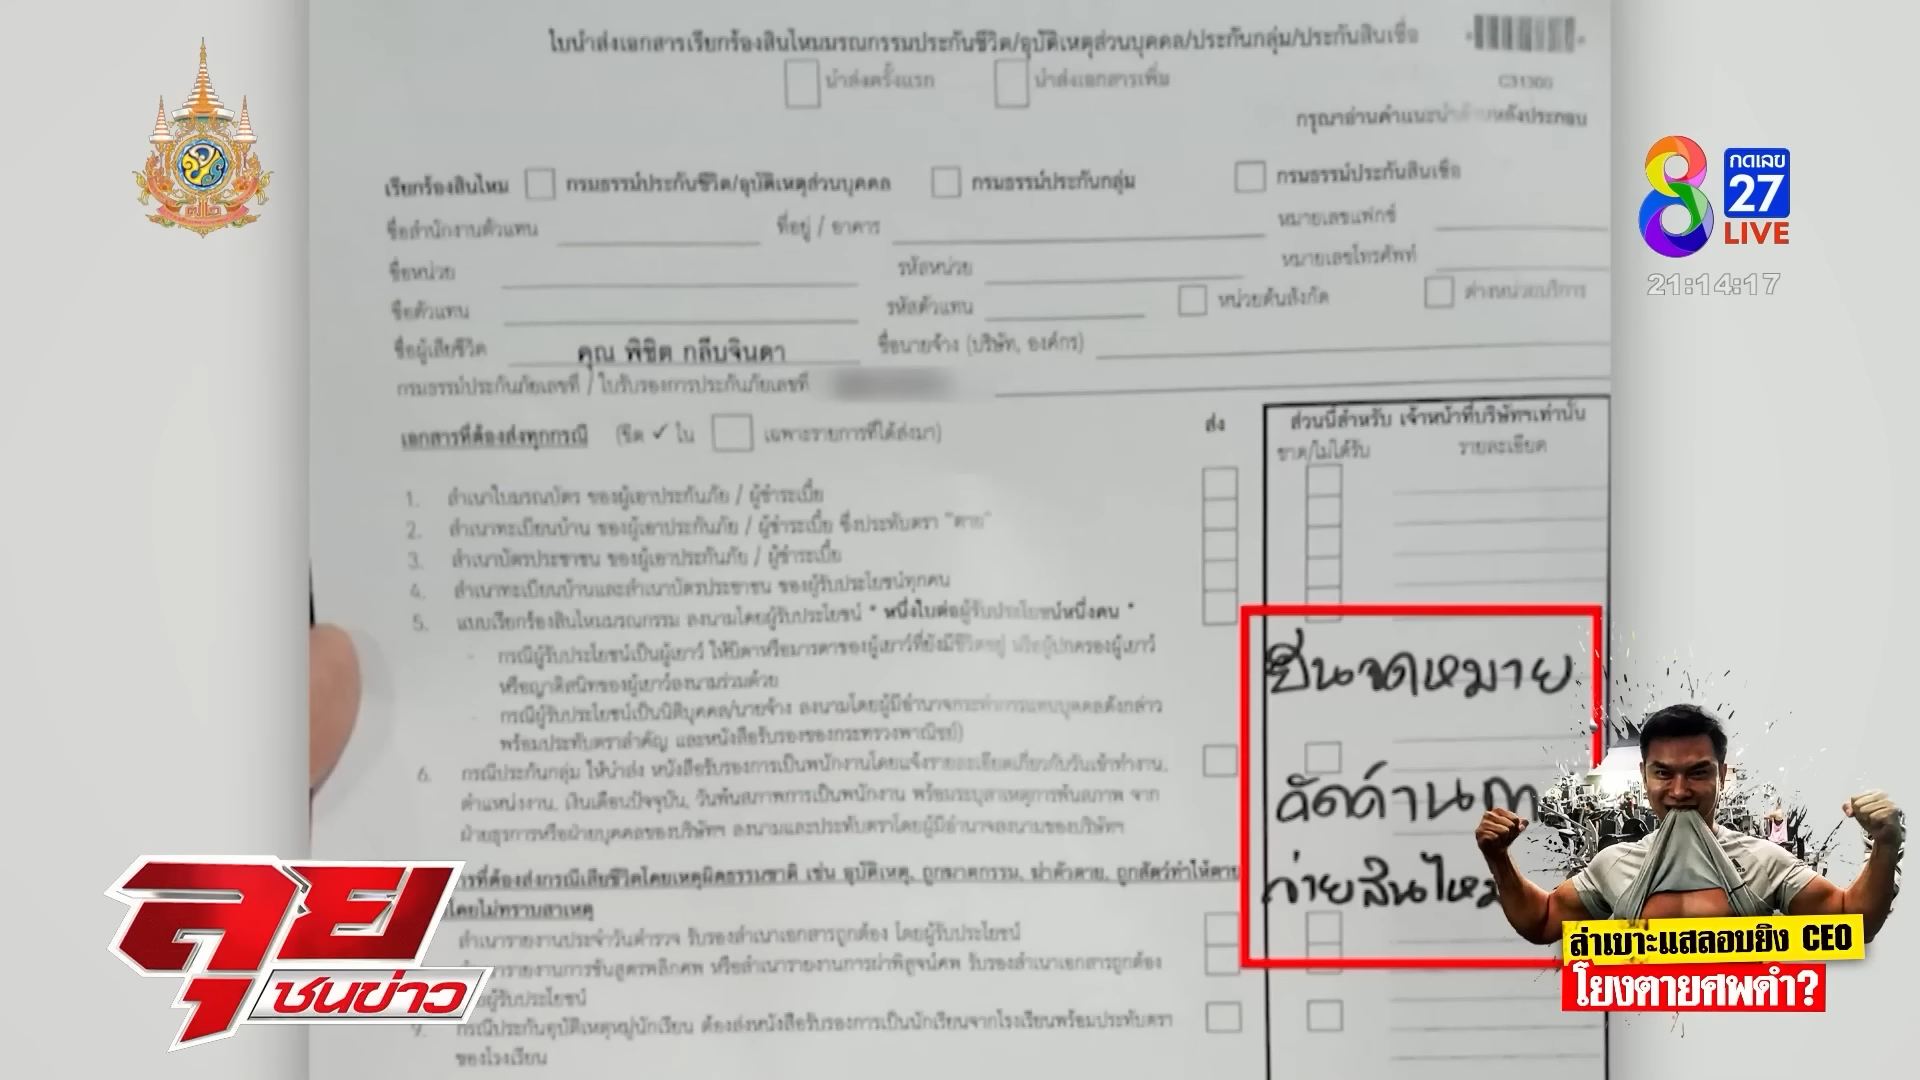 ใบนำส่งเอกสารเรียกร้องสินไหมมรณกรรมประกันชีวิต/อุบัติเหตุส่วนบุคคล/ประกันกลุ่ม/ประกันสินเชื่อ
นำส่งครั้งแรก นำส่งเอกสารเพิ่ม
กรุณาอ่านคำแนะนำด้านหลังประกอบ
กดเลข
27
LIVE
21:14:17
เรียกร้องสินไหม กรมธรรม์ประกันชีวิต/อุบัติเหตุส่วนบุคคล กรมธรรม์ประกันกลุ่ม กรมธรรม์ประกันสินเชื่อ
ชื่อสำนักงานตัวแทน ที่อยู่ / อาคาร หมายเลขแฟกซ์
ชื่อหน่วย รหัสหน่วย หมายเลขโทรศัพท์
ชื่อตัวแทน รหัสตัวแทน หน่วยต้นสังกัด ต่างหน่วยบริการ
ชื่อผู้เสียชีวิต คุณ พิชิต กลีบจินดา ชื่อนายจ้าง (บริษัท, องค์กร)
กรมธรรม์ประกันภัยเลขที่ / ใบรับรองการประกันภัยเลขที่
เอกสารที่ต้องส่งทุกกรณี (ขีด ✓ ใน เฉพาะรายการที่ได้ส่งมา) ส่ง
ส่วนนี้สำหรับ เจ้าหน้าที่บริษัทฯเท่านั้น
ขาด/ไม่ได้รับ รายละเอียด
1. สำเนาใบมรณบัตร ของผู้เอาประกันภัย / ผู้ชำระเบี้ย
2. สำเนาทะเบียนบ้าน ของผู้เอาประกันภัย / ผู้ชำระเบี้ย ซึ่งประทับตรา "ตาย"
3. สำเนาบัตรประชาชน ของผู้เอาประกันภัย / ผู้ชำระเบี้ย
4. สำเนาทะเบียนบ้านและสำเนาบัตรประชาชน ของผู้รับประโยชน์ทุกคน
5. แบบเรียกร้องสินไหมมรณกรรม ลงนามโดยผู้รับประโยชน์ * หนึ่งใบต่อผู้รับประโยชน์หนึ่งคน *
- กรณีผู้รับประโยชน์เป็นผู้เยาว์ ให้บิดาหรือมารดาของผู้เยาว์ที่ยังมีชีวิตอยู่ หรือผู้ปกครองผู้เยาว์
หรือญาติสนิทของผู้เยาว์ลงนามร่วมด้วย
- กรณีผู้รับประโยชน์เป็นนิติบุคคล/นายจ้าง ลงนามโดยผู้มีอำนาจกระทำการแทนบุคคลดังกล่าว
พร้อมประทับตราสำคัญ และหนังสือรับรองของกระทรวงพาณิชย์)
6. กรณีประกันกลุ่ม ให้นำส่ง หนังสือรับรองการเป็นพนักงานโดยแจ้งรายละเอียดเกี่ยวกับวันเข้าทำงาน,
ตำแหน่งงาน, เงินเดือนปัจจุบัน, วันพ้นสภาพการเป็นพนักงาน พร้อมระบุสาเหตุการพ้นสภาพ จาก
ฝ่ายธุรการหรือฝ่ายบุคคลของบริษัทฯ ลงนามและประทับตราโดยผู้มีอำนาจลงนามของบริษัทฯ
ยื่นจดหมาย
คัดค้านกา
จ่ายสินไหม
ารที่ต้องส่งกรณีเสียชีวิตโดยเหตุผิดธรรมชาติ เช่น อุบัติเหตุ, ถูกฆาตกรรม, ฆ่าตัวตาย, ถูกสัตว์ทำให้ตาย
โดยไม่ทราบสาเหตุ
สำเนารายงานประจำวันตำรวจ รับรองสำเนาเอกสารถูกต้อง โดยผู้รับประโยชน์
สำเนารายงานการชันสูตรพลิกศพ หรือสำเนารายงานการผ่าพิสูจน์ศพ รับรองสำเนาเอกสารถูกต้อง
โดยผู้รับประโยชน์
9. กรณีประกันอุบัติเหตุหมู่นักเรียน ต้องส่งหนังสือรับรองการเป็นนักเรียนจากโรงเรียนพร้อมประทับตรา
ของโรงเรียน
ลุย
ชนข่าว
ล่าเบาะแสลอบยิง CEO
โยงตายศพดำ?